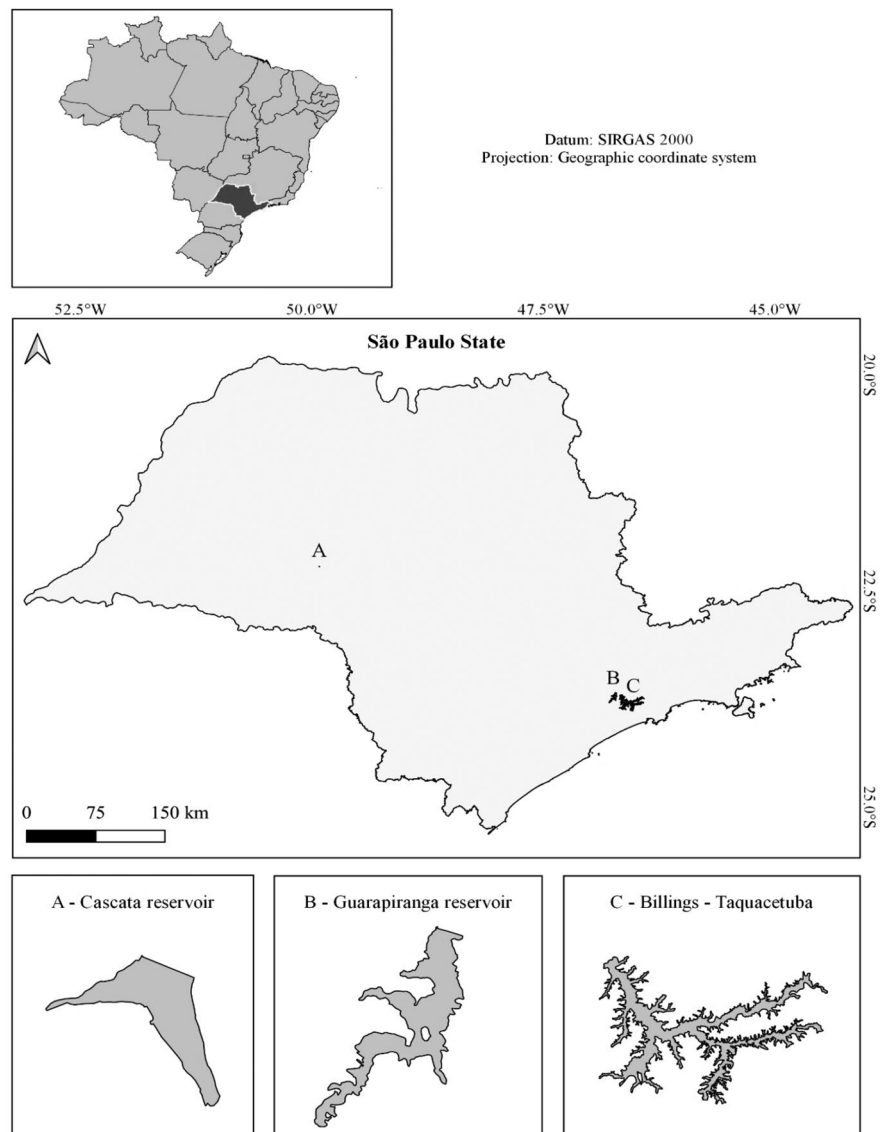 Datum: SIRGAS 2000
Projection: Geographic coordinate system
52.5°W 50.0°W 47.5°W 45.0°W
São Paulo State
20.0°S
A
22.5°S
B
C
25.0°S
0 75 150 km
A - Cascata reservoir
B - Guarapiranga reservoir
C - Billings - Taquacetuba